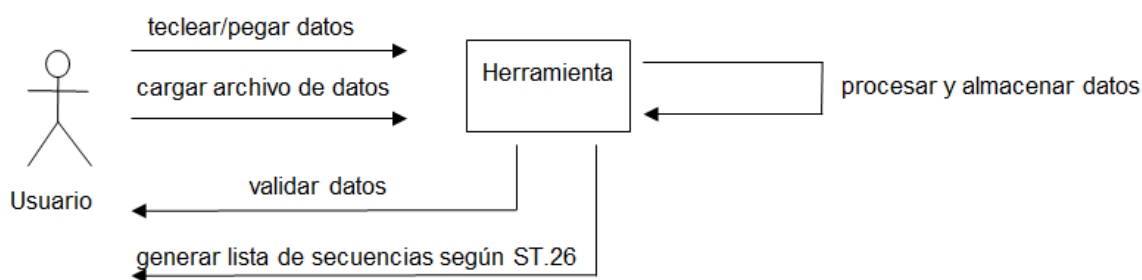 teclear/pegar datos
Herramienta
cargar archivo de datos
procesar y almacenar datos
Usuario
validar datos
generar lista de secuencias según ST.26